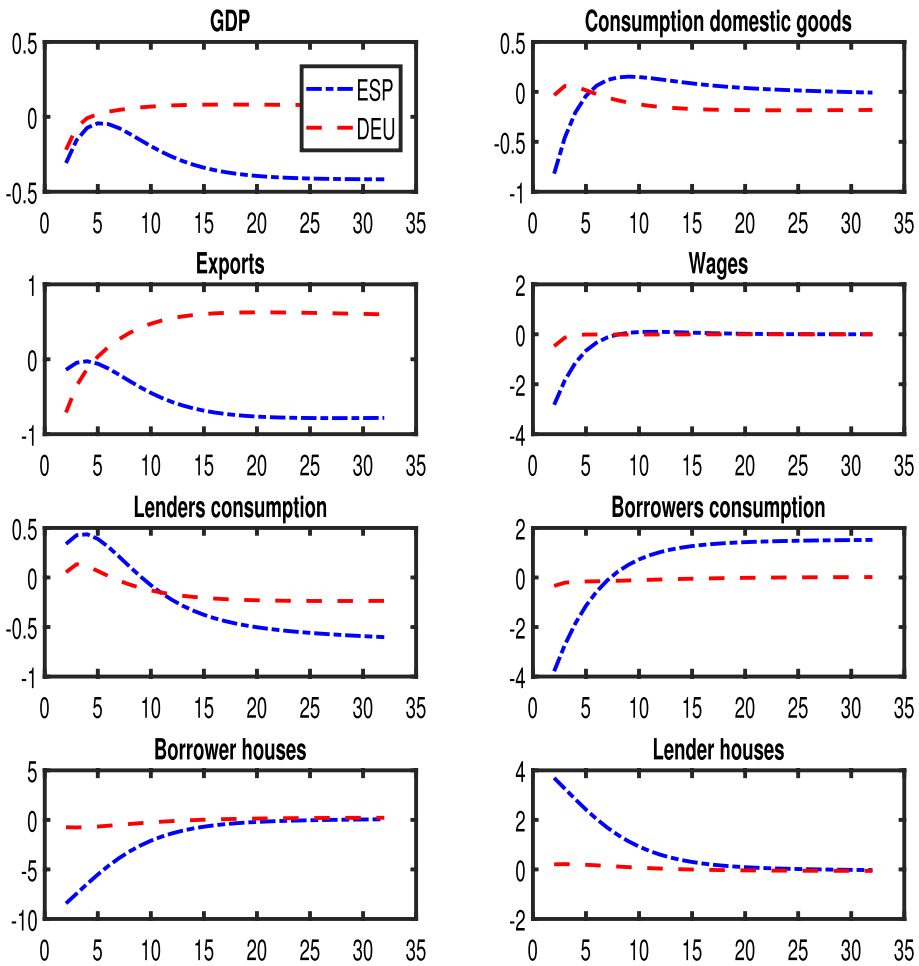 GDP
0.5
0
-0.5
0 5 10 15 20 25 30 35
ESP
DEU
Consumption domestic goods
0.5
0
-0.5
-1
0 5 10 15 20 25 30 35
Exports
1
0
-1
0 5 10 15 20 25 30 35
Wages
2
0
-2
-4
0 5 10 15 20 25 30 35
Lenders consumption
0.5
0
-0.5
-1
0 5 10 15 20 25 30 35
Borrowers consumption
2
0
-2
-4
0 5 10 15 20 25 30 35
Borrower houses
5
0
-5
-10
0 5 10 15 20 25 30 35
Lender houses
4
2
0
-2
0 5 10 15 20 25 30 35